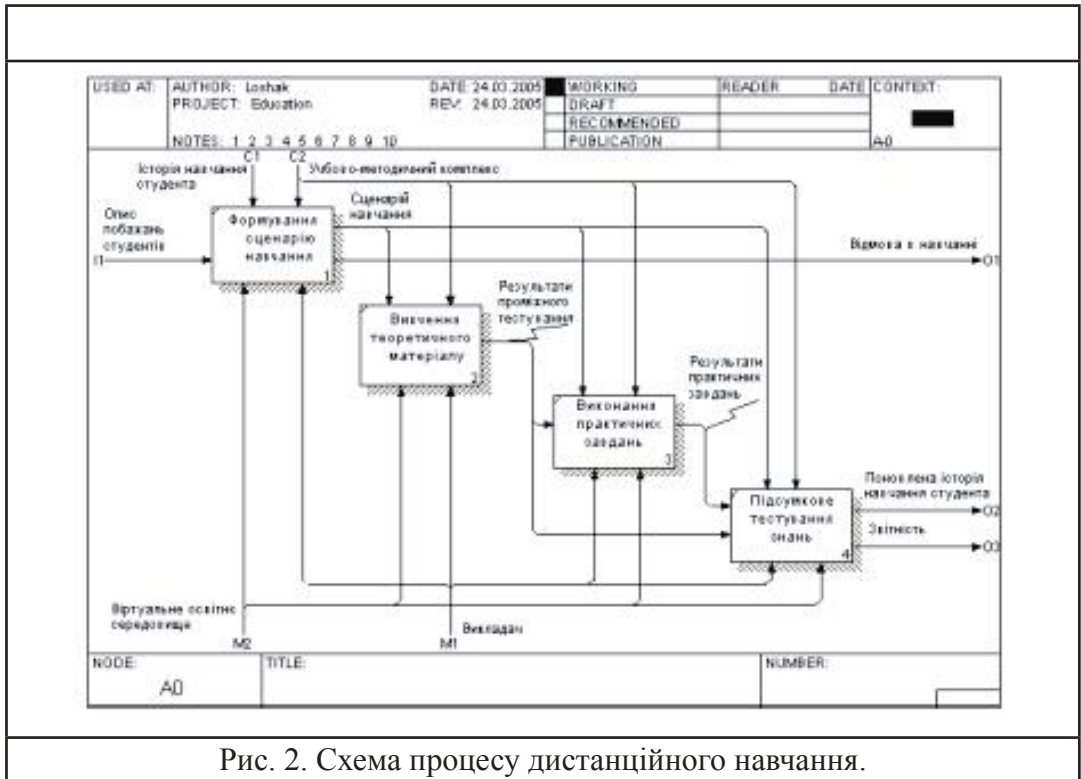 USED AT:
AUTHOR: Loshak
DATE: 24.03.2005
WORKING
READER
DATE
CONTEXT:
PROJECT: Education
REV: 24.03.2005
DRAFT
RECOMMENDED
NOTES: 1 2 3 4 5 6 7 8 9 10
PUBLICATION
A0
C1
C2
Історія навчання
студента
Учбово-методичний комплекс
Сценарій
навчання
Опис
побажань
студентів
I1
Формування
сценарію
навчання
1
Відмова в навчанні
O1
Результати
проміжного
тестування
Вивчення
теоретичного
матеріалу
2
Результати
практичних
завдань
Виконання
практичних
завдань
3
Поновлена історія
навчання студента
O2
Підсумкове
тестування
знань
4
Звітність
O3
Віртуальне освітнє
середовище
M2
Викладач
M1
NODE:
A0
TITLE:
NUMBER:
Рис. 2. Схема процесу дистанційного навчання.